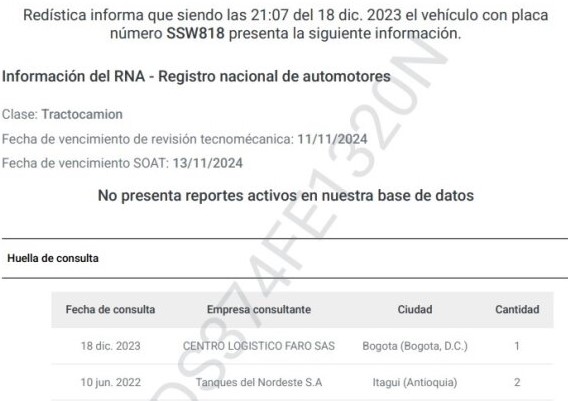 Redística informa que siendo las 21:07 del 18 dic. 2023 el vehículo con placa
número SSW818 presenta la siguiente información.
Información del RNA - Registro nacional de automotores
Clase: Tractocamion
Fecha de vencimiento de revisión tecnomécanica: 11/11/2024
Fecha de vencimiento SOAT: 13/11/2024
No presenta reportes activos en nuestra base de datos
Huella de consulta
Fecha de consulta Empresa consultante Ciudad Cantidad
18 dic. 2023 CENTRO LOGISTICO FARO SAS Bogota (Bogota, D.C.) 1
10 jun. 2022 Tanques del Nordeste S.A Itagui (Antioquia) 2
DS374FE1320N